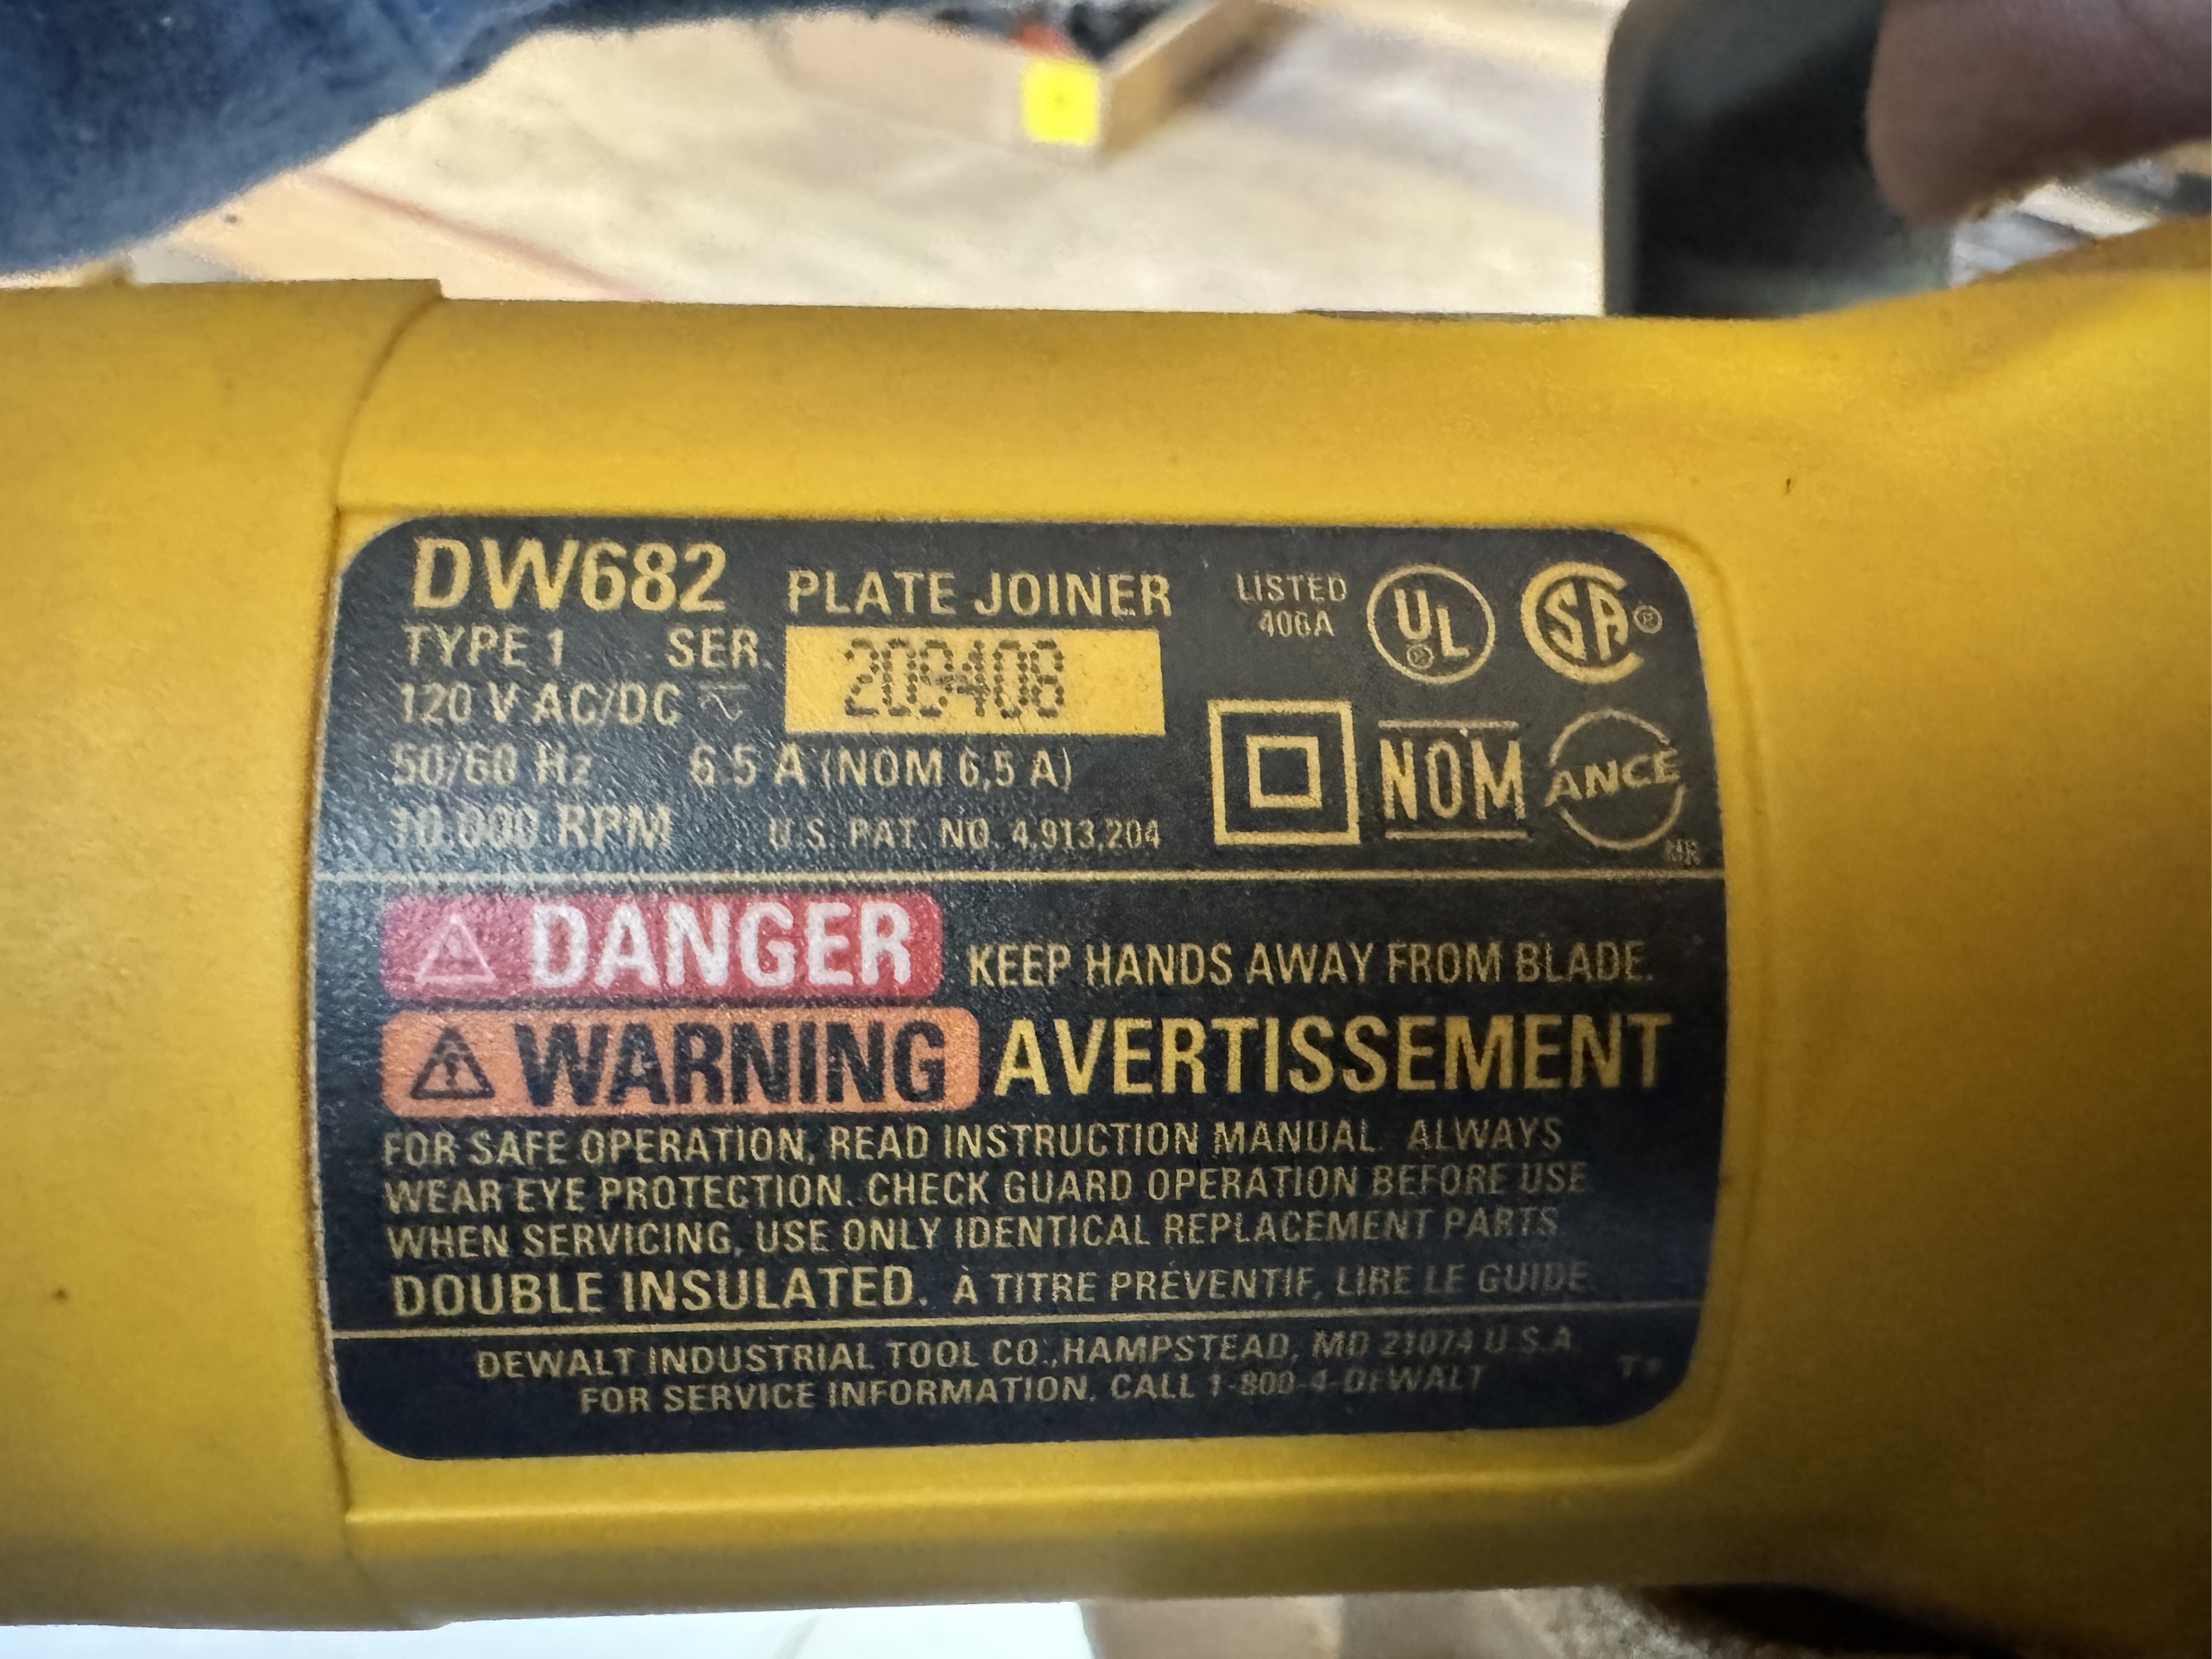 DW682 PLATE JOINER
TYPE 1 SER. 209408
120 V AC/DC
50/60 Hz 6.5 A (NOM 6,5 A)
10,000 RPM U.S. PAT. NO. 4,913,204
LISTED
406A
UL
SA
NOM
ANCE
MR
DANGER KEEP HANDS AWAY FROM BLADE.
WARNING AVERTISSEMENT
FOR SAFE OPERATION, READ INSTRUCTION MANUAL. ALWAYS
WEAR EYE PROTECTION. CHECK GUARD OPERATION BEFORE USE
WHEN SERVICING, USE ONLY IDENTICAL REPLACEMENT PARTS
DOUBLE INSULATED. À TITRE PRÉVENTIF, LIRE LE GUIDE.
DEWALT INDUSTRIAL TOOL CO., HAMPSTEAD, MD 21074 U.S.A.
FOR SERVICE INFORMATION, CALL 1-800-4-DEWALT